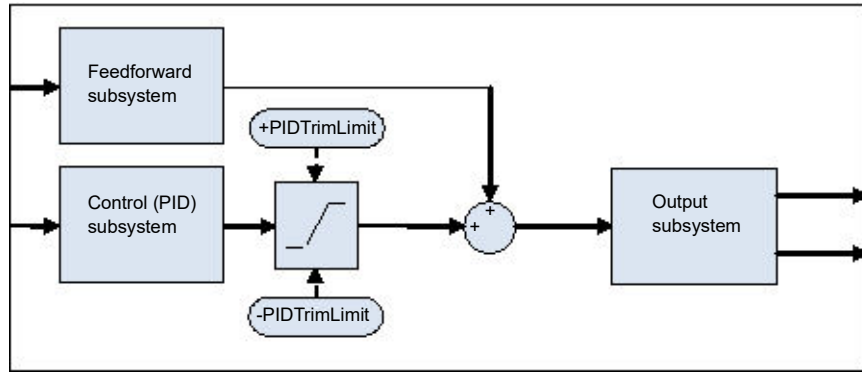 Feedforward
subsystem
+PIDTrimLimit
Control (PID)
subsystem
+
+
Output
subsystem
-PIDTrimLimit